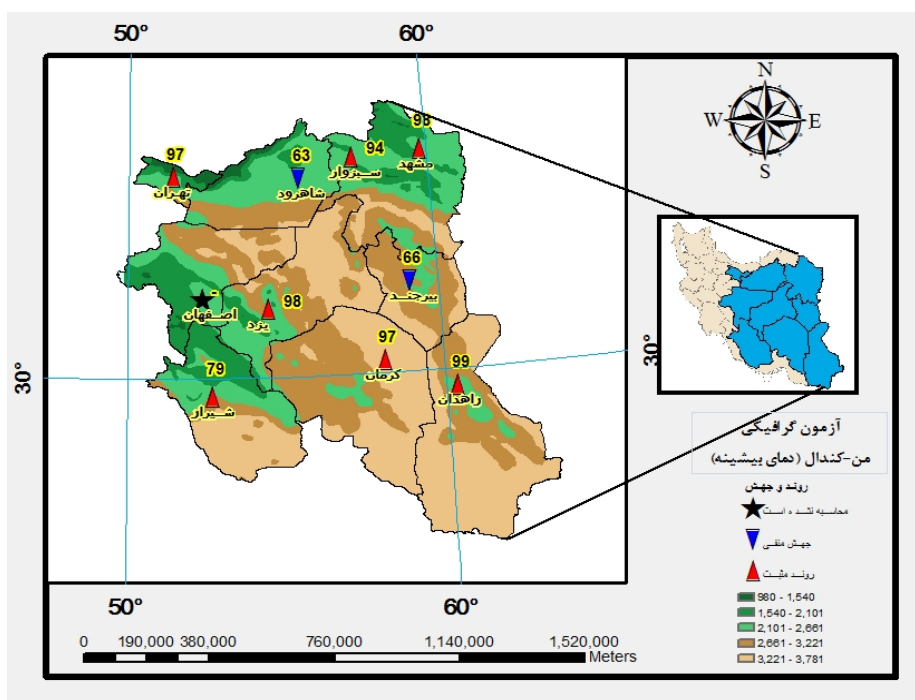 50°
60°
N
W E
S
98
94
63
97
مشهد
سبزوار
شاهرود
تهران
66
-
98
بیرجند
اصفهان
یزد
97
99
79
کرمان
زاهدان
شیراز
30°
30°
آزمون گرافیکی
من-کندال (دمای بیشینه)
روند و جهش
محاسبه نشده است
جهش منفی
روند مثبت
980 - 1,540
1,540 - 2,101
2,101 - 2,661
2,661 - 3,221
3,221 - 3,781
50°
60°
0 190,000 380,000 760,000 1,140,000 1,520,000
Meters